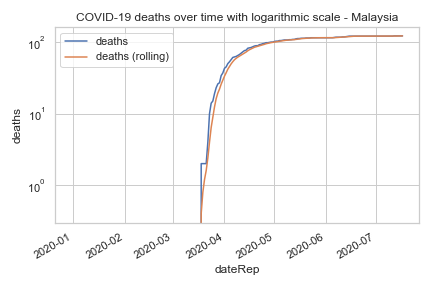 COVID-19 deaths over time with logarithmic scale - Malaysia
deaths
deaths (rolling)
10²
10¹
10⁰
deaths
2020-01
2020-02
2020-03
2020-04
2020-05
2020-06
2020-07
dateRep